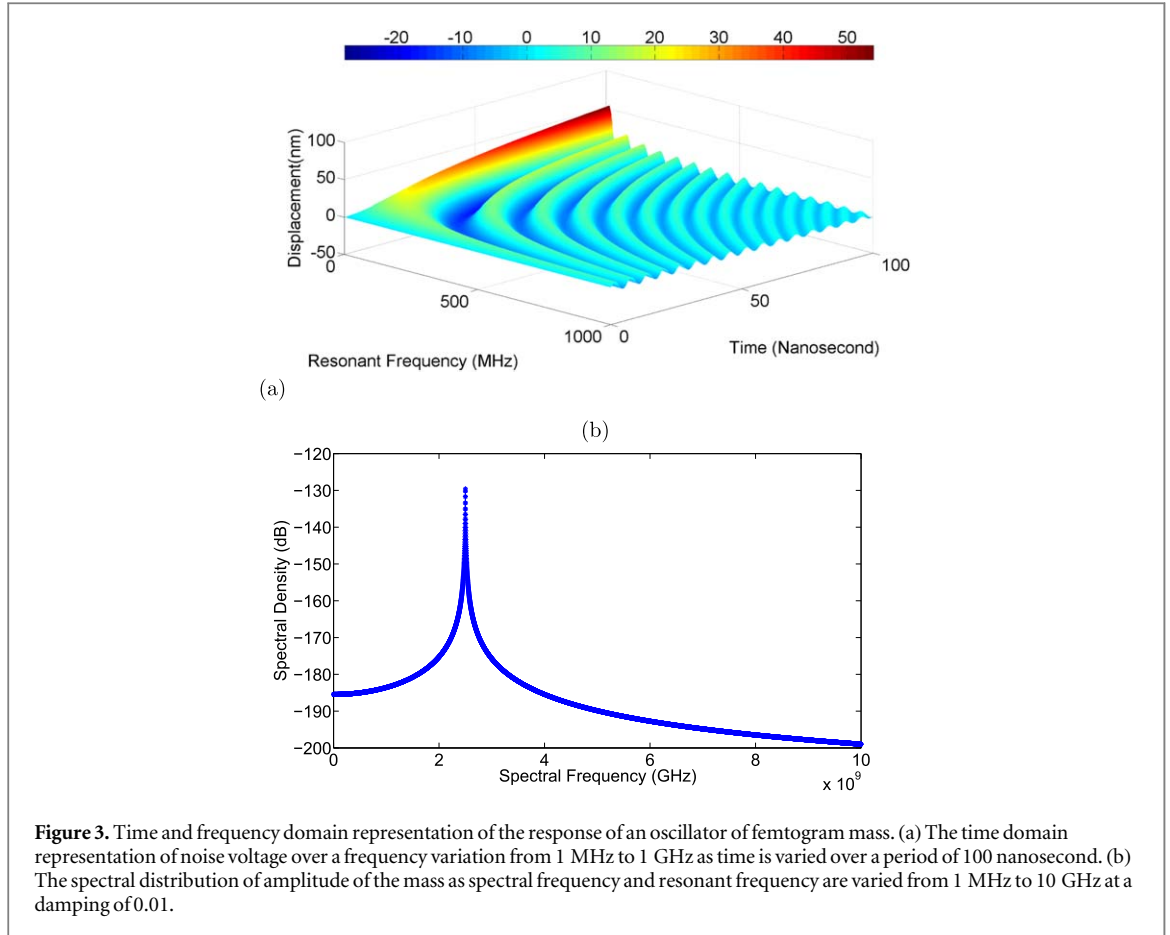 -20 -10 0 10 20 30 40 50
100
50
0
-50
Displacement(nm)
0
500
1000
Resonant Frequency (MHz)
0
50
100
Time (Nanosecond)
(a)
(b)
−120
−130
−140
−150
−160
−170
−180
−190
−200
Spectral Density (dB)
0 2 4 6 8 10
Spectral Frequency (GHz)
x 10⁹
Figure 3. Time and frequency domain representation of the response of an oscillator of femtogram mass. (a) The time domain
representation of noise voltage over a frequency variation from 1 MHz to 1 GHz as time is varied over a period of 100 nanosecond. (b)
The spectral distribution of amplitude of the mass as spectral frequency and resonant frequency are varied from 1 MHz to 10 GHz at a
damping of 0.01.